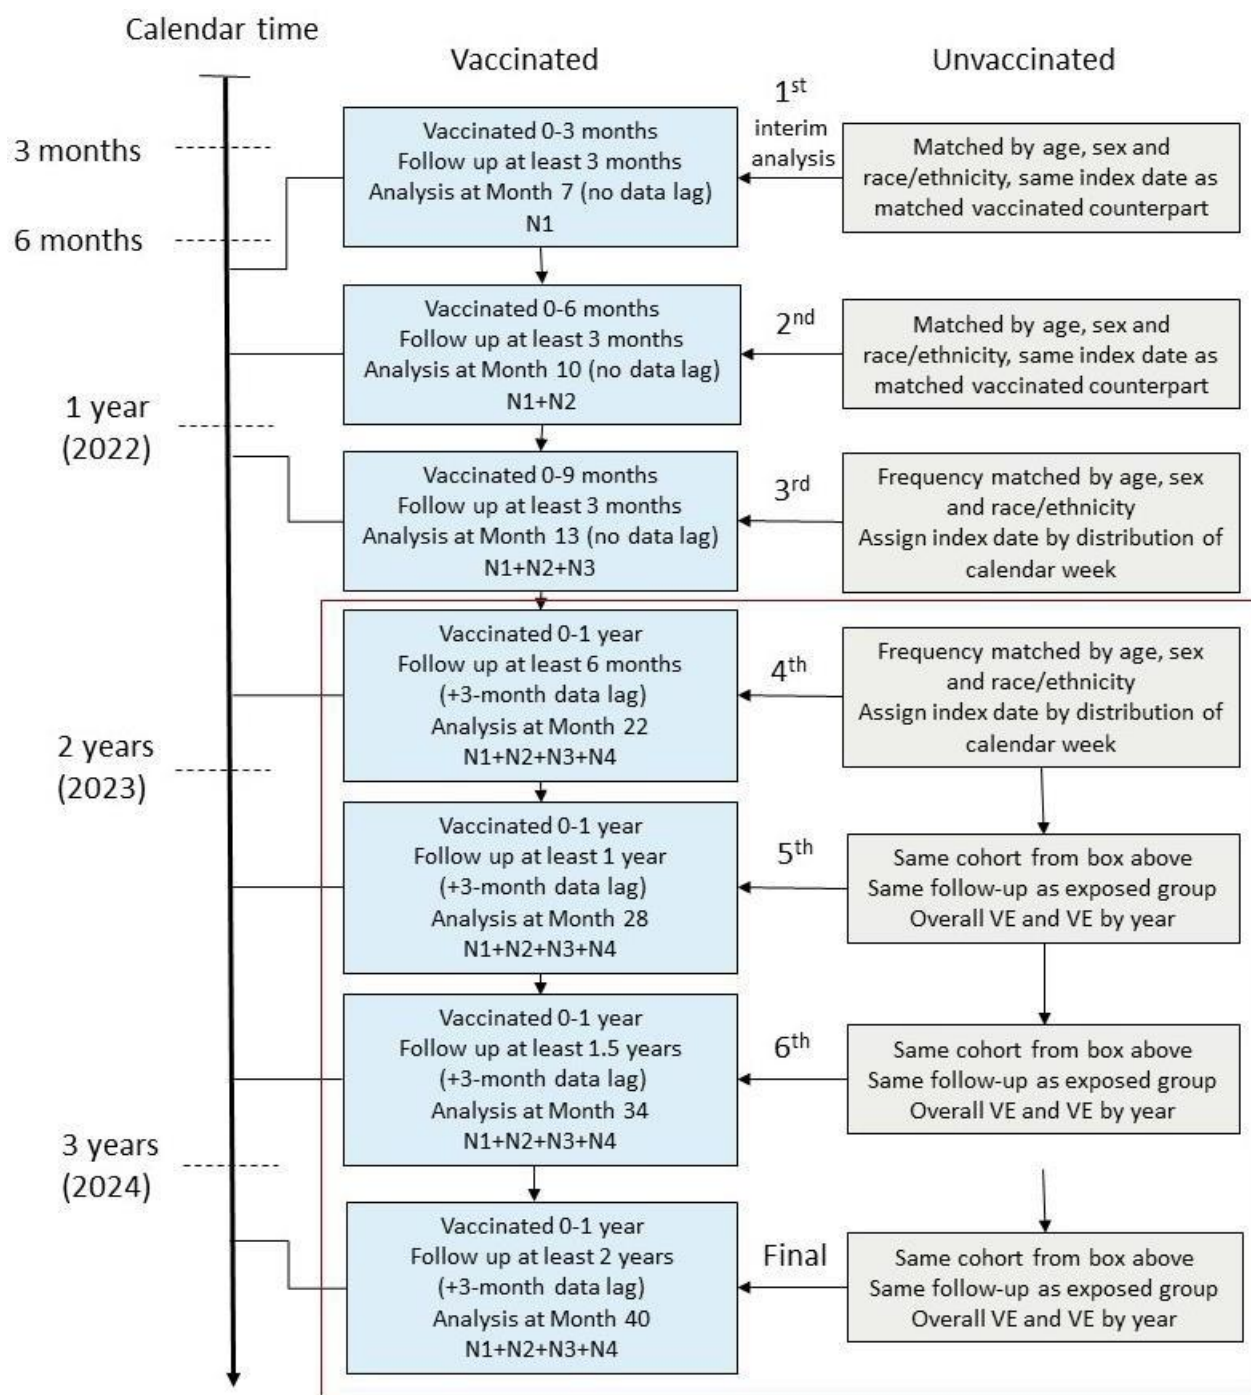 Calendar time
Vaccinated
Unvaccinated
3 months
6 months
1 year
(2022)
2 years
(2023)
3 years
(2024)
Vaccinated 0-3 months
Follow up at least 3 months
Analysis at Month 7 (no data lag)
N1
1st
interim
analysis
Matched by age, sex and
race/ethnicity, same index date as
matched vaccinated counterpart
Vaccinated 0-6 months
Follow up at least 3 months
Analysis at Month 10 (no data lag)
N1+N2
2nd
Matched by age, sex and
race/ethnicity, same index date as
matched vaccinated counterpart
Vaccinated 0-9 months
Follow up at least 3 months
Analysis at Month 13 (no data lag)
N1+N2+N3
3rd
Frequency matched by age, sex
and race/ethnicity
Assign index date by distribution of
calendar week
Vaccinated 0-1 year
Follow up at least 6 months
(+3-month data lag)
Analysis at Month 22
N1+N2+N3+N4
4th
Frequency matched by age, sex
and race/ethnicity
Assign index date by distribution of
calendar week
Vaccinated 0-1 year
Follow up at least 1 year
(+3-month data lag)
Analysis at Month 28
N1+N2+N3+N4
5th
Same cohort from box above
Same follow-up as exposed group
Overall VE and VE by year
Vaccinated 0-1 year
Follow up at least 1.5 years
(+3-month data lag)
Analysis at Month 34
N1+N2+N3+N4
6th
Same cohort from box above
Same follow-up as exposed group
Overall VE and VE by year
Vaccinated 0-1 year
Follow up at least 2 years
(+3-month data lag)
Analysis at Month 40
N1+N2+N3+N4
Final
Same cohort from box above
Same follow-up as exposed group
Overall VE and VE by year